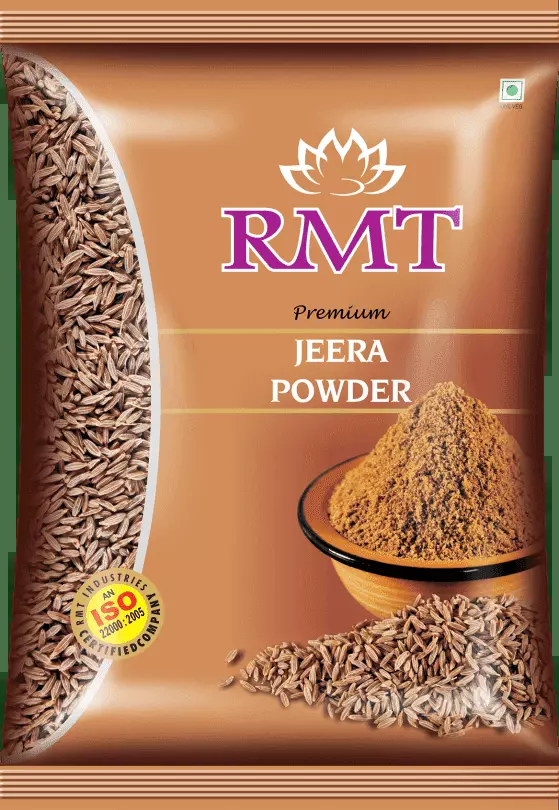 RMT
Premium
JEERA
POWDER
RMT INDUSTRIES
AN
ISO
22000:2005
CERTIFIED COMPANY